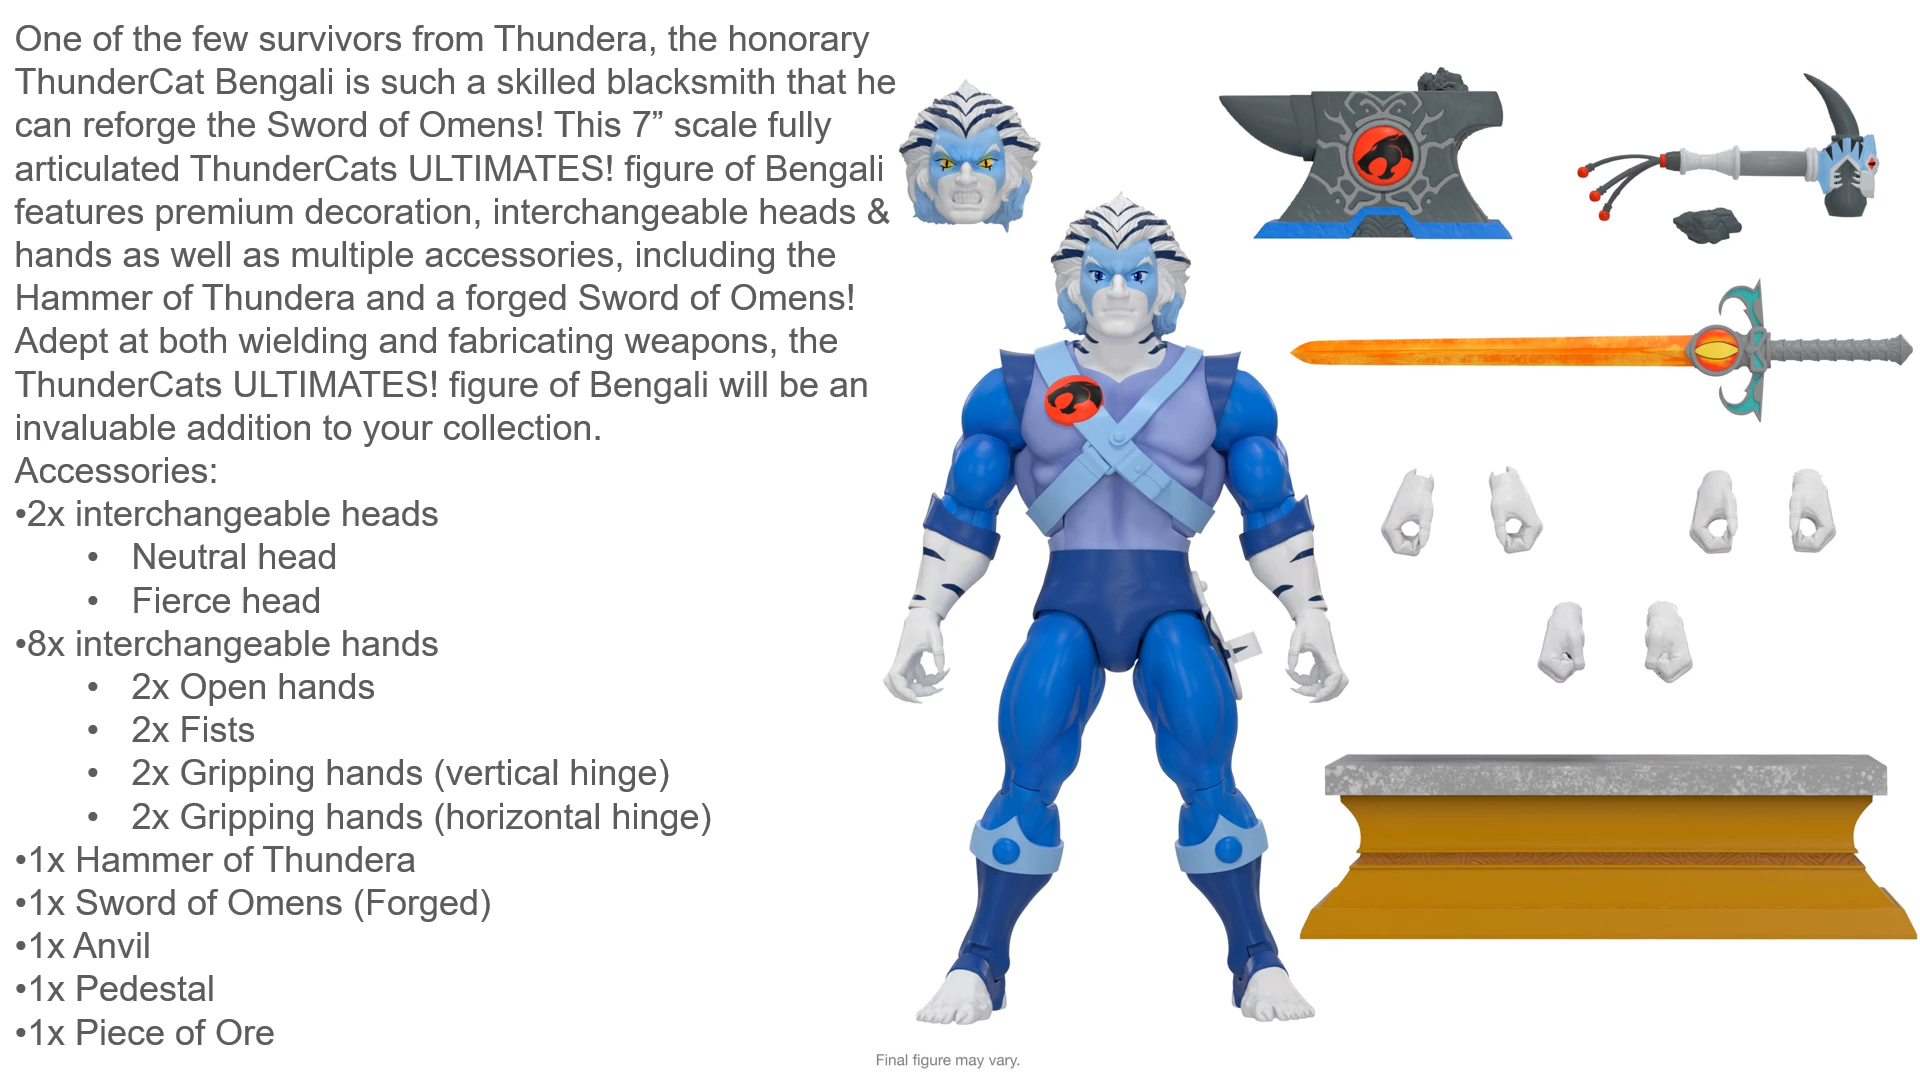 One of the few survivors from Thundera, the honorary
ThunderCat Bengali is such a skilled blacksmith that he
can reforge the Sword of Omens! This 7” scale fully
articulated ThunderCats ULTIMATES! figure of Bengali
features premium decoration, interchangeable heads &
hands as well as multiple accessories, including the
Hammer of Thundera and a forged Sword of Omens!
Adept at both wielding and fabricating weapons, the
ThunderCats ULTIMATES! figure of Bengali will be an
invaluable addition to your collection.
Accessories:
•2x interchangeable heads
• Neutral head
• Fierce head
•8x interchangeable hands
• 2x Open hands
• 2x Fists
• 2x Gripping hands (vertical hinge)
• 2x Gripping hands (horizontal hinge)
•1x Hammer of Thundera
•1x Sword of Omens (Forged)
•1x Anvil
•1x Pedestal
•1x Piece of Ore
Final figure may vary.